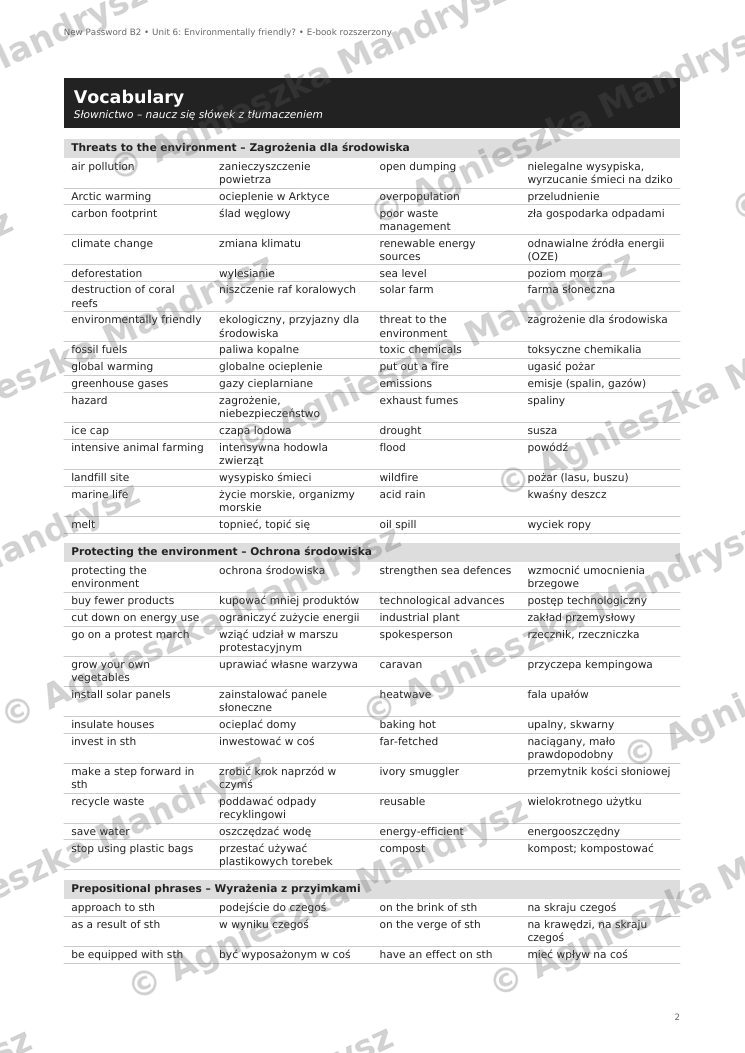 New Password B2 • Unit 6: Environmentally friendly? • E-book rozszerzony
Vocabulary
Słownictwo – naucz się słówek z tłumaczeniem
Threats to the environment – Zagrożenia dla środowiska
air pollution zanieczyszczenie open dumping nielegalne wysypiska,
powietrza wyrzucanie śmieci na dziko
Arctic warming ocieplenie w Arktyce overpopulation przeludnienie
carbon footprint ślad węglowy poor waste zła gospodarka odpadami
management
climate change zmiana klimatu renewable energy odnawialne źródła energii
sources (OZE)
deforestation wylesianie sea level poziom morza
destruction of coral niszczenie raf koralowych solar farm farma słoneczna
reefs
environmentally friendly ekologiczny, przyjazny dla threat to the zagrożenie dla środowiska
środowiska environment
fossil fuels paliwa kopalne toxic chemicals toksyczne chemikalia
global warming globalne ocieplenie put out a fire ugasić pożar
greenhouse gases gazy cieplarniane emissions emisje (spalin, gazów)
hazard zagrożenie, exhaust fumes spaliny
niebezpieczeństwo
ice cap czapa lodowa drought susza
intensive animal farming intensywna hodowla flood powódź
zwierząt
landfill site wysypisko śmieci wildfire pożar (lasu, buszu)
marine life życie morskie, organizmy acid rain kwaśny deszcz
morskie
melt topnieć, topić się oil spill wyciek ropy
Protecting the environment – Ochrona środowiska
protecting the ochrona środowiska strengthen sea defences wzmocnić umocnienia
environment brzegowe
buy fewer products kupować mniej produktów technological advances postęp technologiczny
cut down on energy use ograniczyć zużycie energii industrial plant zakład przemysłowy
go on a protest march wziąć udział w marszu spokesperson rzecznik, rzeczniczka
protestacyjnym
grow your own uprawiać własne warzywa caravan przyczepa kempingowa
vegetables
install solar panels zainstalować panele heatwave fala upałów
słoneczne
insulate houses ocieplać domy baking hot upalny, skwarny
invest in sth inwestować w coś far-fetched naciągany, mało
prawdopodobny
make a step forward in zrobić krok naprzód w ivory smuggler przemytnik kości słoniowej
sth czymś
recycle waste poddawać odpady reusable wielokrotnego użytku
recyklingowi
save water oszczędzać wodę energy-efficient energooszczędny
stop using plastic bags przestać używać compost kompost; kompostować
plastikowych torebek
Prepositional phrases – Wyrażenia z przyimkami
approach to sth podejście do czegoś on the brink of sth na skraju czegoś
as a result of sth w wyniku czegoś on the verge of sth na krawędzi, na skraju
czegoś
be equipped with sth być wyposażonym w coś have an effect on sth mieć wpływ na coś
2
© Agnieszka Mandrysz